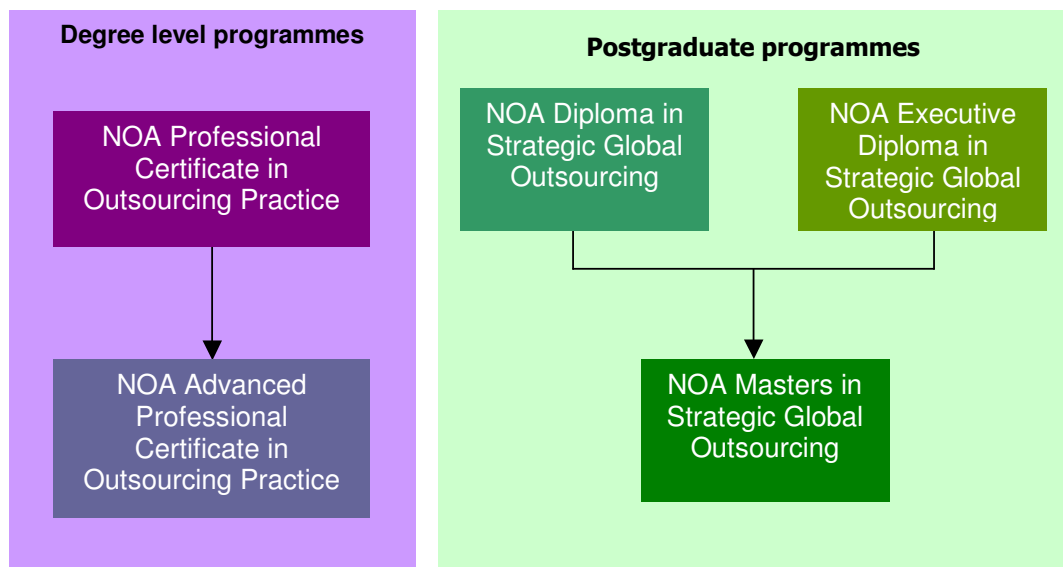 Degree level programmes
NOA Professional
Certificate in
Outsourcing Practice
NOA Advanced
Professional
Certificate in
Outsourcing Practice
Postgraduate programmes
NOA Diploma in
Strategic Global
Outsourcing
NOA Executive
Diploma in
Strategic Global
Outsourcing
NOA Masters in
Strategic Global
Outsourcing